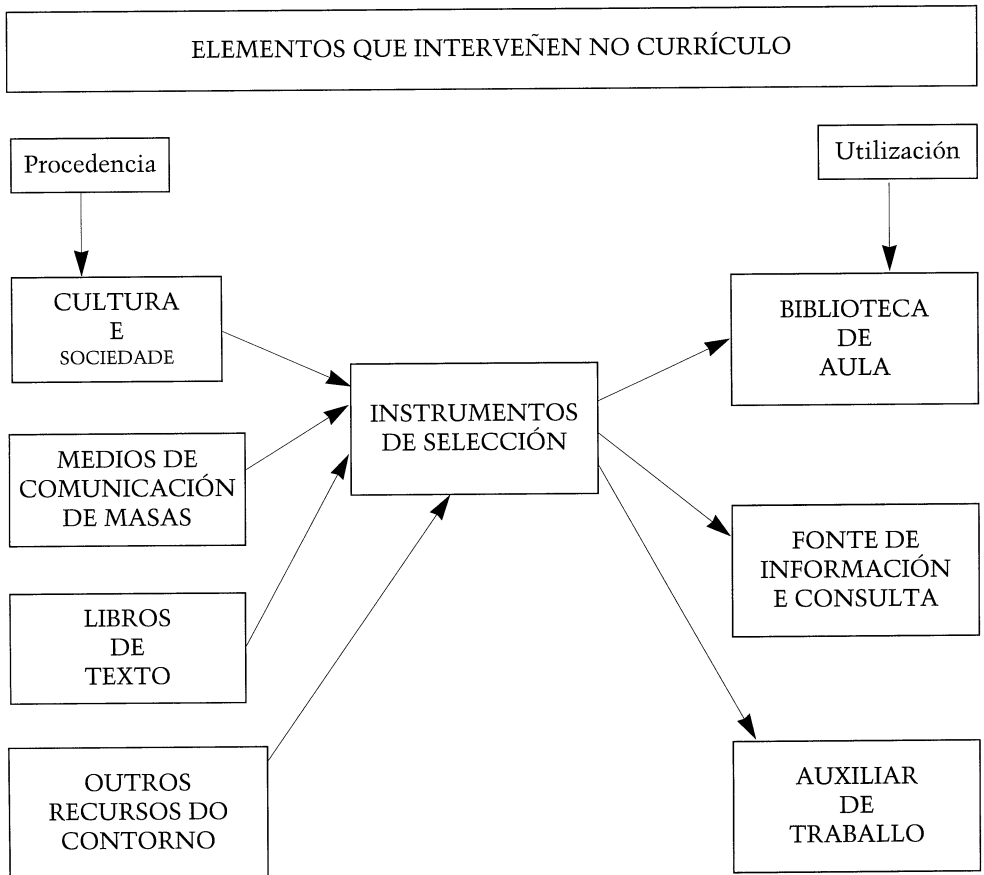 ELEMENTOS QUE INTERVEÑEN NO CURRÍCULO
Procedencia
Utilización
CULTURA
E
SOCIEDADE
BIBLIOTECA
DE
AULA
INSTRUMENTOS
DE SELECCIÓN
MEDIOS DE
COMUNICACIÓN
DE MASAS
FONTE DE
INFORMACIÓN
E CONSULTA
LIBROS
DE
TEXTO
OUTROS
RECURSOS DO
CONTORNO
AUXILIAR
DE
TRABALLO